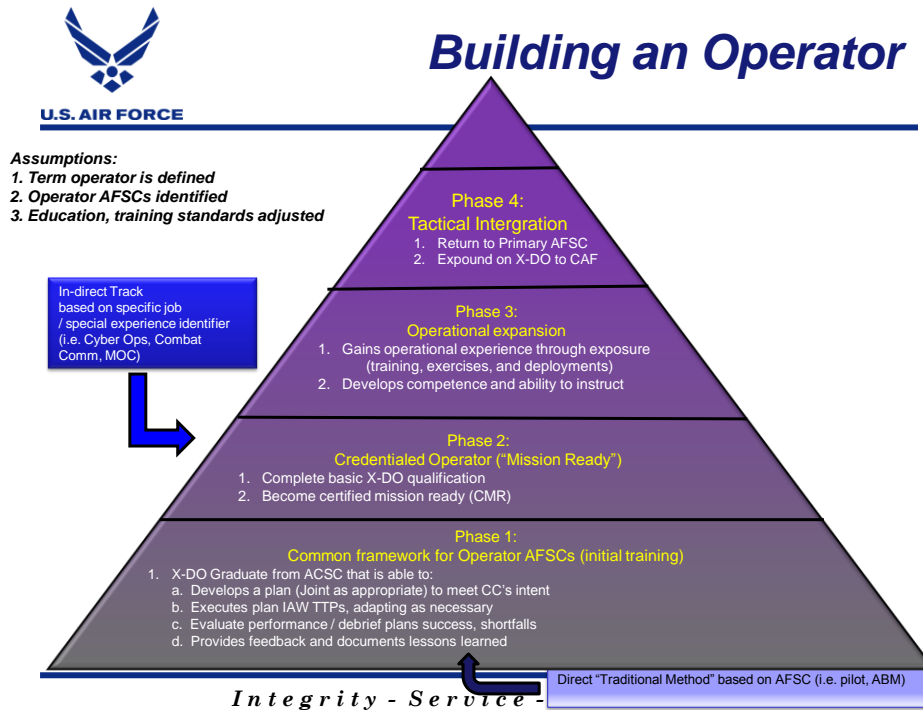 Building an Operator
U.S. AIR FORCE
Assumptions:
1. Term operator is defined
2. Operator AFSCs identified
3. Education, training standards adjusted
Phase 4:
Tactical Intergration
1. Return to Primary AFSC
2. Expound on X-DO to CAF
In-direct Track
based on specific job
/ special experience identifier
(i.e. Cyber Ops, Combat
Comm, MOC)
Phase 3:
Operational expansion
1. Gains operational experience through exposure
(training, exercises, and deployments)
2. Develops competence and ability to instruct
Phase 2:
Credentialed Operator (“Mission Ready”)
1. Complete basic X-DO qualification
2. Become certified mission ready (CMR)
Phase 1:
Common framework for Operator AFSCs (initial training)
1. X-DO Graduate from ACSC that is able to:
a. Develops a plan (Joint as appropriate) to meet CC’s intent
b. Executes plan IAW TTPs, adapting as necessary
c. Evaluate performance / debrief plans success, shortfalls
d. Provides feedback and documents lessons learned
Direct “Traditional Method” based on AFSC (i.e. pilot, ABM)
Integrity - Service -